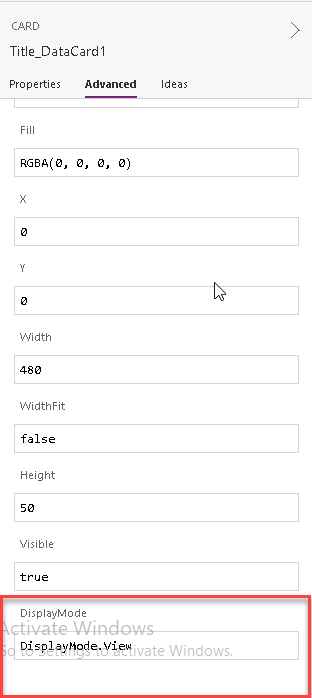 CARD
Title_DataCard1
Properties Advanced Ideas
Fill
RGBA(0, 0, 0, 0)
X
0
Y
0
Width
480
WidthFit
false
Height
50
Visible
true
DisplayMode
Activate Windows
DisplayMode.View
Go to Settings to activate Windows.